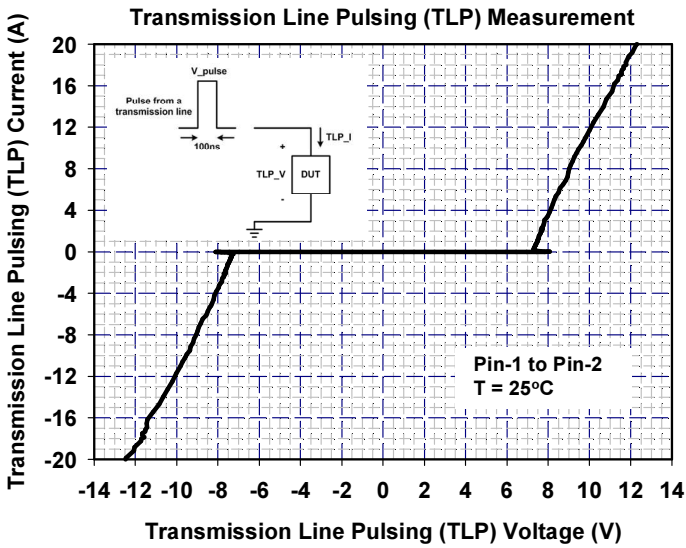 Transmission Line Pulsing (TLP) Measurement
Transmission Line Pulsing (TLP) Current (A)
20
16
12
8
4
0
-4
-8
-12
-16
-20
V_pulse
Pulse from a
transmission line
100ns
TLP_I
+
TLP_V
DUT
-
Pin-1 to Pin-2
T = 25°C
-14 -12 -10 -8 -6 -4 -2 0 2 4 6 8 10 12 14
Transmission Line Pulsing (TLP) Voltage (V)